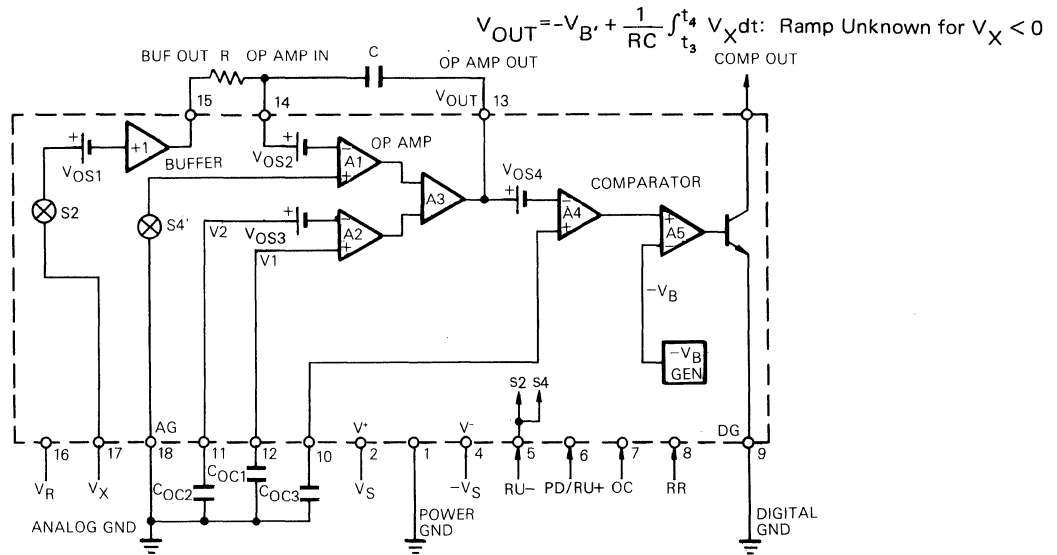 V_OUT = -V_B' + 1/RC ∫_{t_3}^{t_4} V_X dt: Ramp Unknown for V_X < 0
COMP OUT
BUF OUT R OP AMP IN C OP AMP OUT
15 14 V_OUT 13
+ V_OS1 +1 BUFFER
+ V_OS2 − + A1 OP AMP
A3
+ V_OS4 − + A4 COMPARATOR
+ − A5
S2 S4'
V2 + V_OS3 − + A2
V1
−V_B
−V_B
GEN
S2 S4
AG V+ V- DG
16 17 18 11 12 10 2 1 4 5 6 7 8 9
V_R V_X C_OC2 C_OC1 C_OC3 V_S −V_S RU− PD/RU+ OC RR
ANALOG GND
POWER
GND
DIGITAL
GND